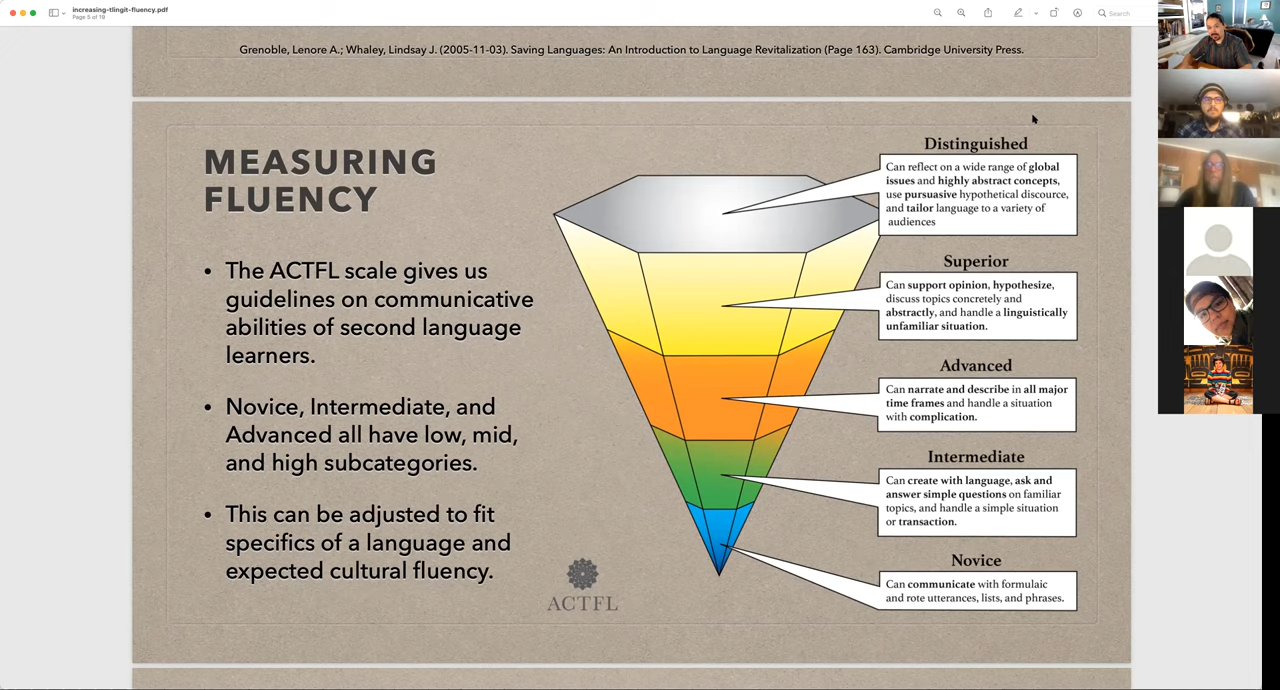 increasing-tlingit-fluency.pdf
Page 5 of 19
Search
Grenoble, Lenore A.; Whaley, Lindsay J. (2005-11-03). Saving Languages: An Introduction to Language Revitalization (Page 163). Cambridge University Press.
MEASURING
FLUENCY
• The ACTFL scale gives us
guidelines on communicative
abilities of second language
learners.
• Novice, Intermediate, and
Advanced all have low, mid,
and high subcategories.
• This can be adjusted to fit
specifics of a language and
expected cultural fluency.
ACTFL
Distinguished
Can reflect on a wide range of global
issues and highly abstract concepts,
use pursuasive hypothetical discource,
and tailor language to a variety of
audiences
Superior
Can support opinion, hypothesize,
discuss topics concretely and
abstractly, and handle a linguistically
unfamiliar situation.
Advanced
Can narrate and describe in all major
time frames and handle a situation
with complication.
Intermediate
Can create with language, ask and
answer simple questions on familiar
topics, and handle a simple situation
or transaction.
Novice
Can communicate with formulaic
and rote utterances, lists, and phrases.